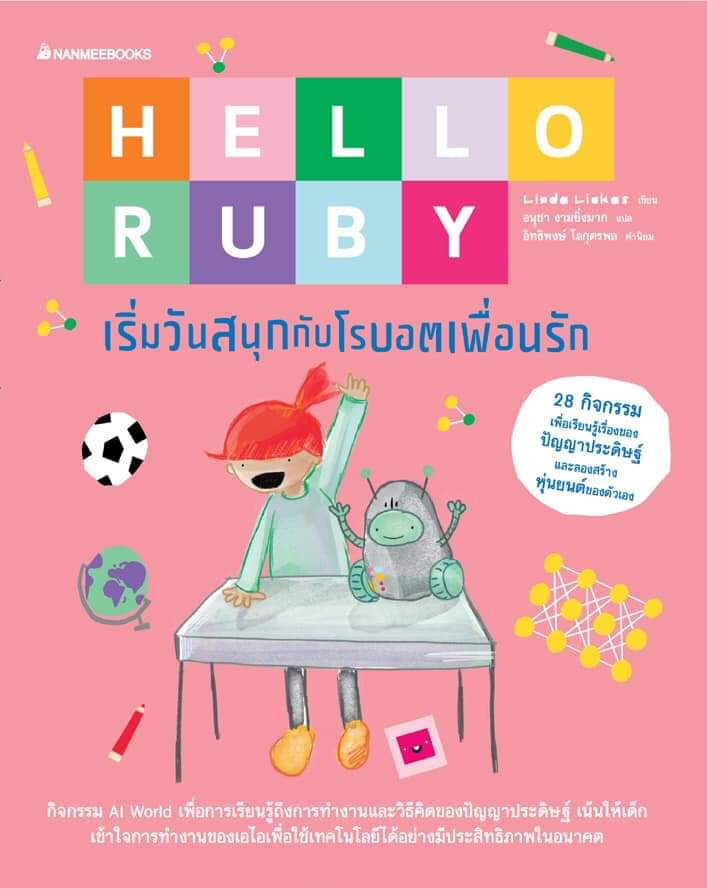 NANMEEBOOKS
HELLO
RUBY
Linda Liukas เขียน
อนุชา งามยิ่งมาก แปล
อิทธิพงษ์ โลกุตรพล คำนิยม
เริ่มวันสนุกกับโรบอตเพื่อนรัก
28 กิจกรรม
เพื่อเรียนรู้เรื่องของ
ปัญญาประดิษฐ์
และลองสร้าง
หุ่นยนต์ของตัวเอง
กิจกรรม AI World เพื่อการเรียนรู้ถึงการทำงานและวิธีคิดของปัญญาประดิษฐ์ เน้นให้เด็ก
เข้าใจการทำงานของเอไอเพื่อใช้เทคโนโลยีได้อย่างมีประสิทธิภาพในอนาคต